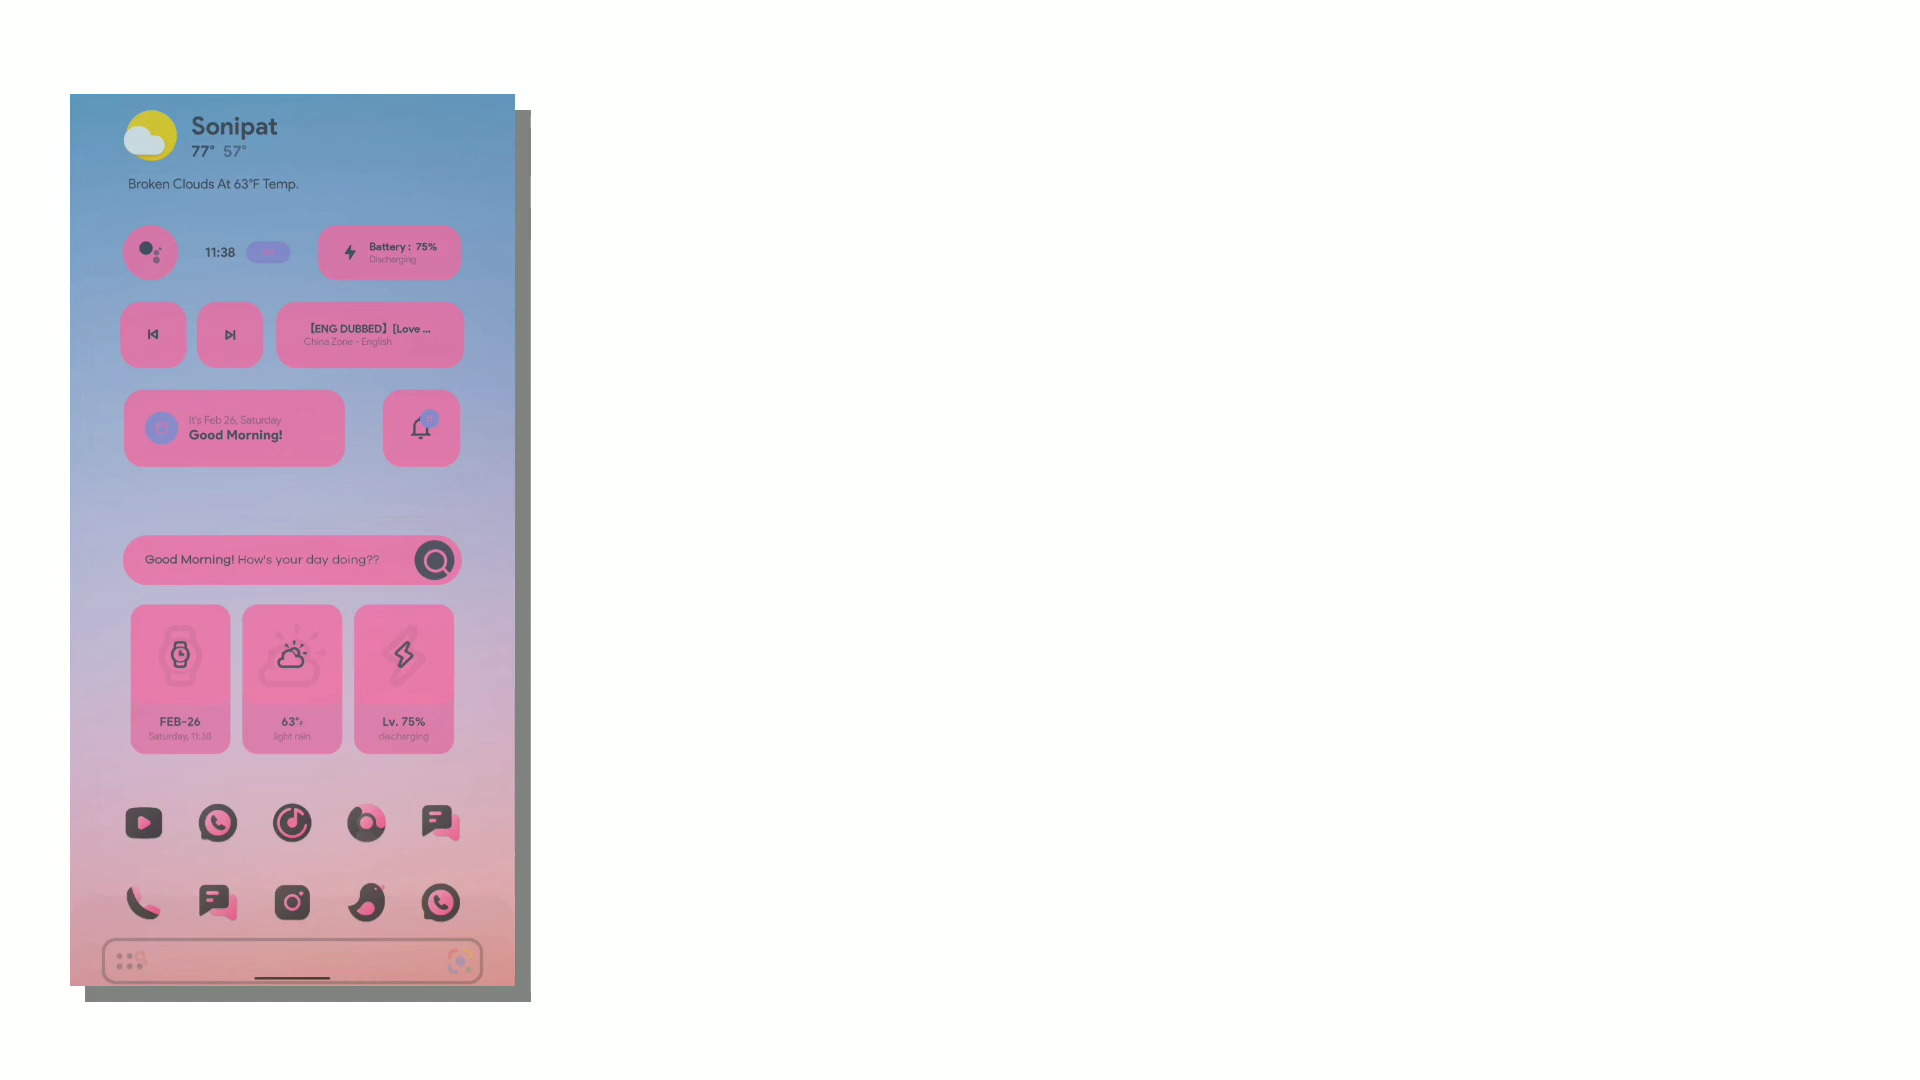 Sonipat
77° 57°
Broken Clouds At 63°F Temp.
11:38
Battery : 75%
Discharging
【ENG DUBBED】[Love ...
China Zone - English
It's Feb 26, Saturday
Good Morning!
Good Morning! How's your day doing??
FEB-26
Saturday, 11:38
63°F
light rain
Lv. 75%
discharging